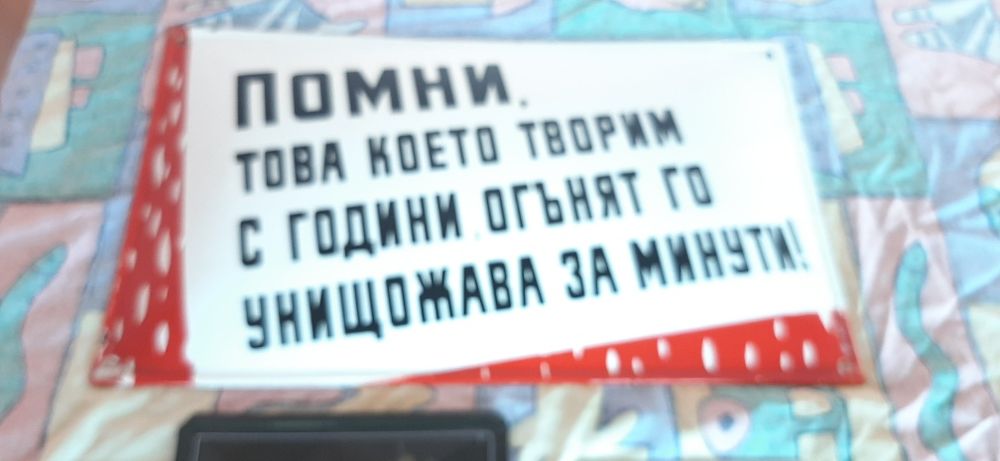 ПОМНИ,
ТОВА КОЕТО ТВОРИМ
С ГОДИНИ, ОГЪНЯТ ГО
УНИЩОЖАВА ЗА МИНУТИ!